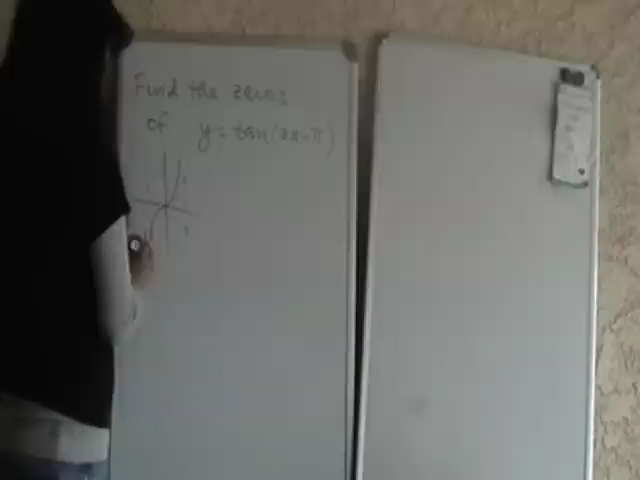 Find the zeros
of y = tan(2x-π)